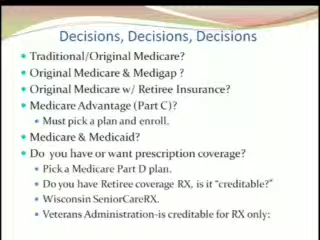 Decisions, Decisions, Decisions
Traditional/Original Medicare?
Original Medicare & Medigap ?
Original Medicare w/ Retiree Insurance?
Medicare Advantage (Part C)?
Must pick a plan and enroll.
Medicare & Medicaid?
Do you have or want prescription coverage?
Pick a Medicare Part D plan.
Do you have Retiree coverage RX, is it "creditable?"
Wisconsin SeniorCareRX.
Veterans Administration-is creditable for RX only: